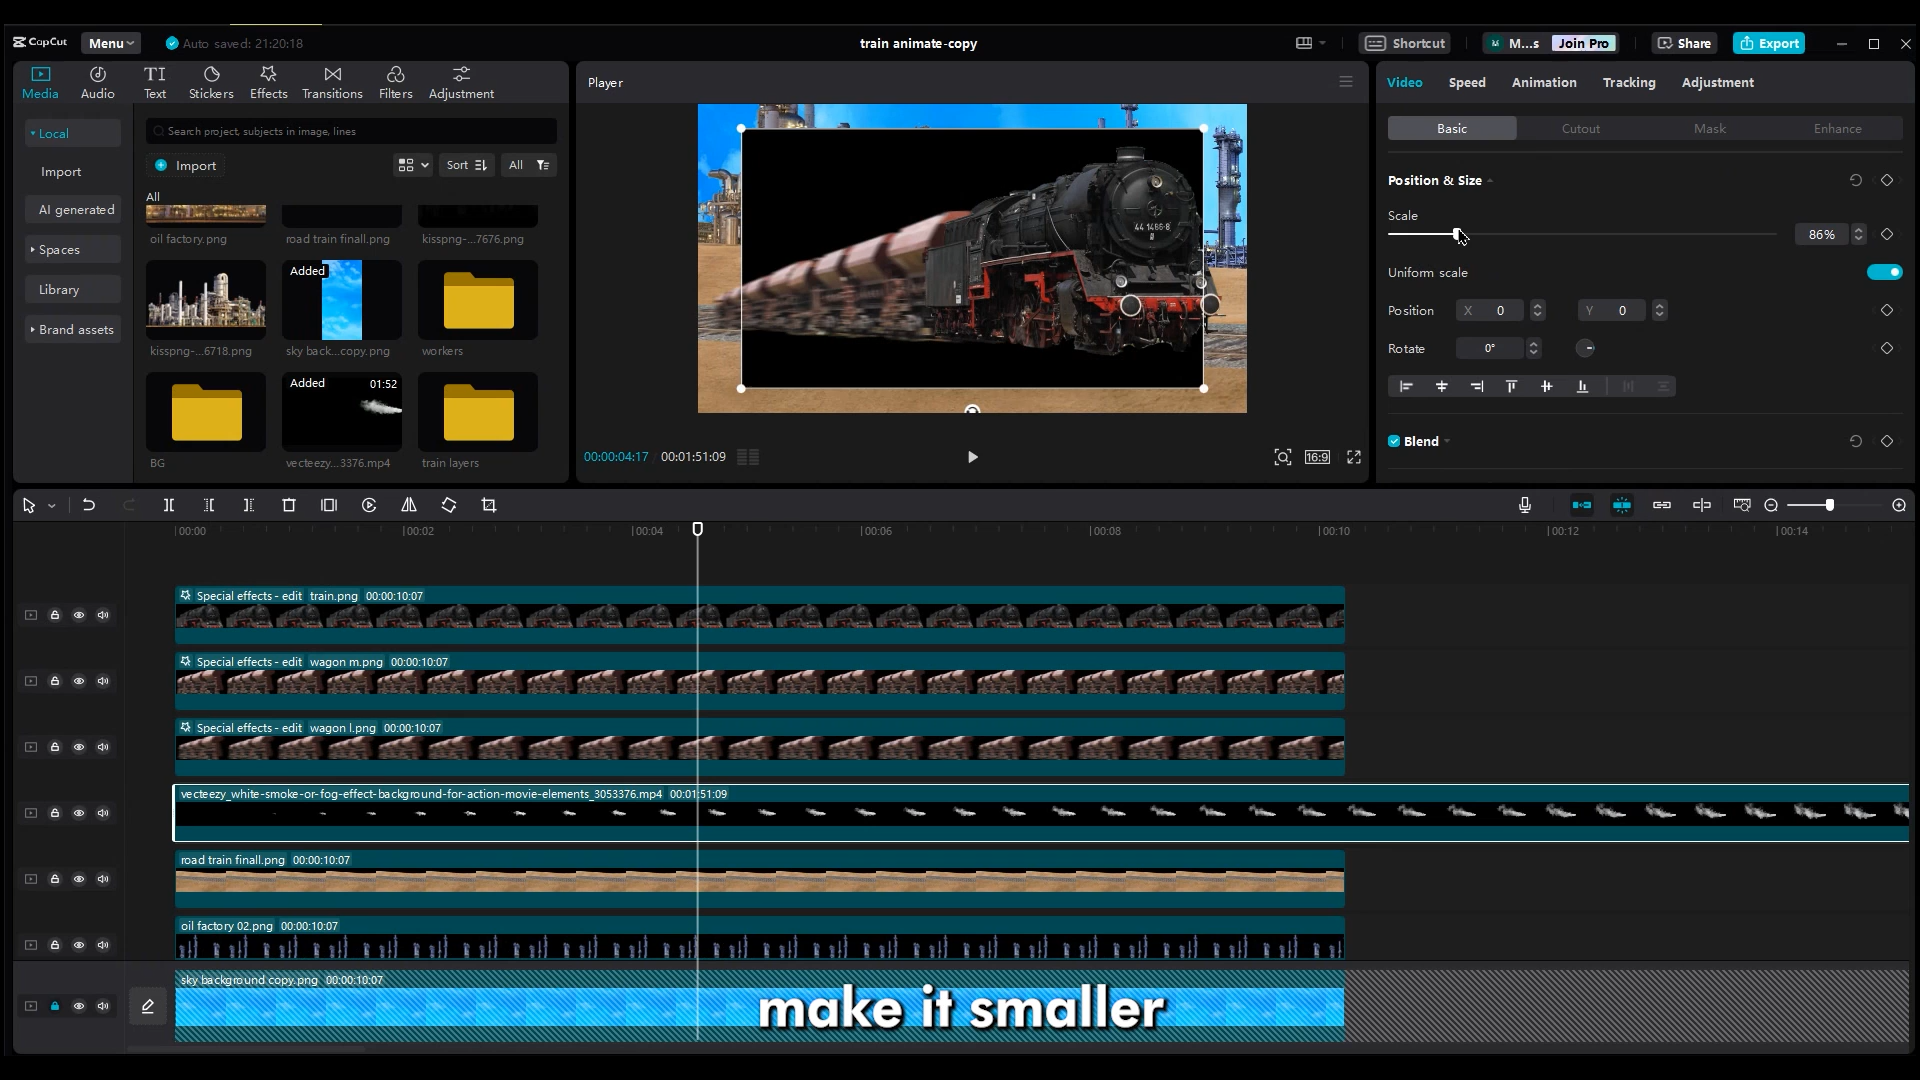 CapCut
Menu
Auto saved: 21:20:18
train animate-copy
Shortcut
M...s
Join Pro
Share
Export
Media
Audio
Text
Stickers
Effects
Transitions
Filters
Adjustment
Local
Import
AI generated
Spaces
Library
Brand assets
Search project, subjects in image, lines
Import
Sort
All
All
oil factory.png
road train finall.png
kisspng-...7676.png
Added
kisspng-...6718.png
sky back...copy.png
workers
Added
01:52
BG
vecteezy...3376.mp4
train layers
Player
00:00:04:17
00:01:51:09
16:9
Video
Speed
Animation
Tracking
Adjustment
Basic
Cutout
Mask
Enhance
Position & Size
Scale
86%
Uniform scale
Position
X 0
Y 0
Rotate
0°
Blend
00:00
00:02
00:04
00:06
00:08
00:10
00:12
00:14
Special effects - edit train.png 00:00:10:07
Special effects - edit wagon m.png 00:00:10:07
Special effects - edit wagon l.png 00:00:10:07
vecteezy_white-smoke-or-fog-effect-background-for-action-movie-elements_3053376.mp4 00:01:51:09
road train finall.png 00:00:10:07
oil factory 02.png 00:00:10:07
sky background copy.png 00:00:10:07
make it smaller